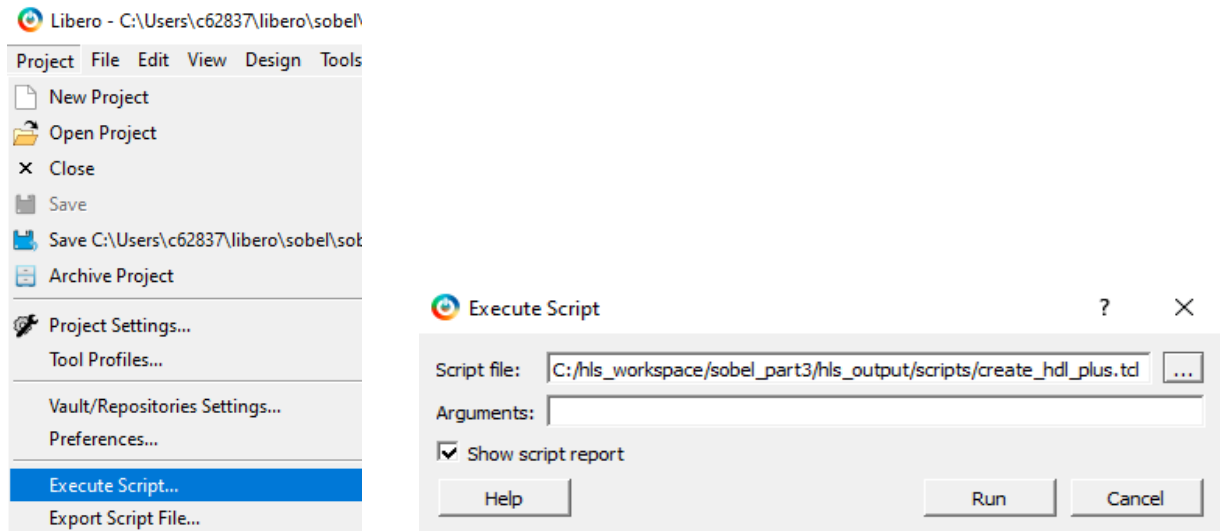 Libero - C:\Users\c62837\libero\sobel\
Project File Edit View Design Tools
New Project
Open Project
Close
Save
Save C:\Users\c62837\libero\sobel\sob
Archive Project
Project Settings...
Tool Profiles...
Vault/Repositories Settings...
Preferences...
Execute Script...
Export Script File...
Execute Script
Script file: C:/hls_workspace/sobel_part3/hls_output/scripts/create_hdl_plus.tcl ...
Arguments:
Show script report
Help Run Cancel